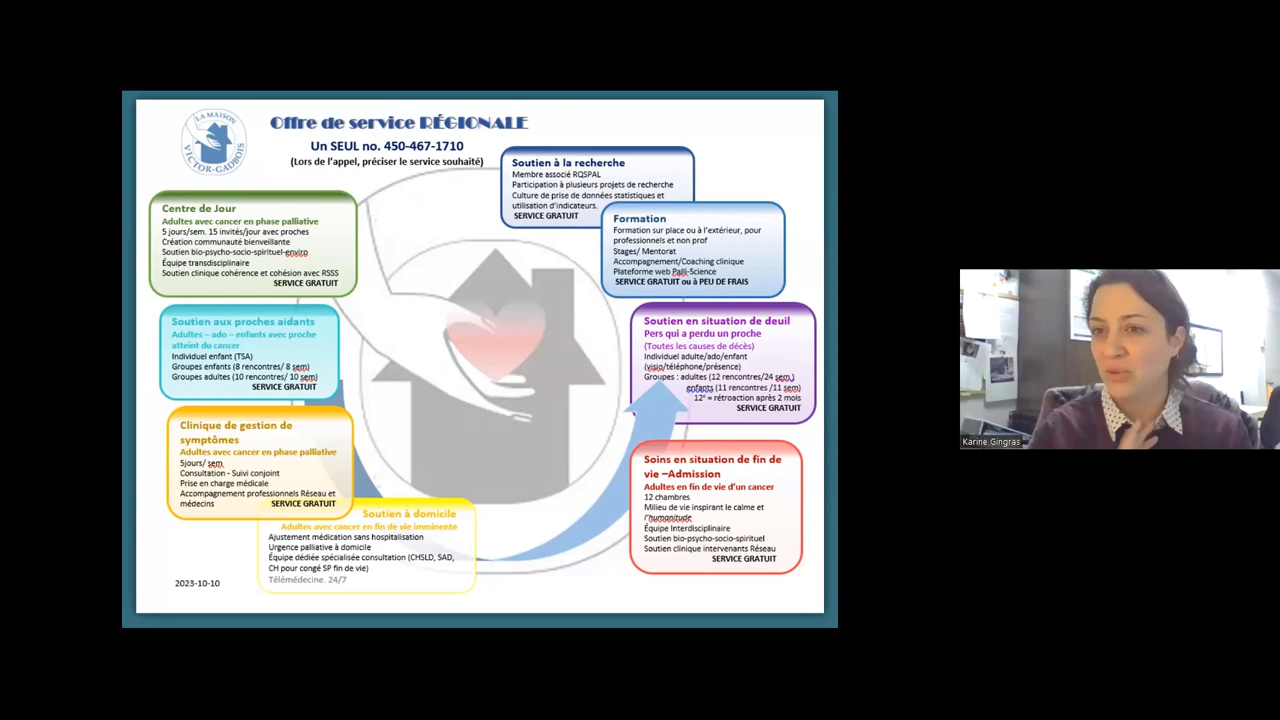 LA MAISON
VICTOR-GADBOIS
Offre de service RÉGIONALE
Un SEUL no. 450-467-1710
(Lors de l'appel, préciser le service souhaité)
Soutien à la recherche
Membre associé RQSPAL
Participation à plusieurs projets de recherche
Culture de prise de données statistiques et
utilisation d'indicateurs.
SERVICE GRATUIT
Formation
Formation sur place ou à l'extérieur, pour
professionnels et non prof
Stages/ Mentorat
Accompagnement/Coaching clinique
Plateforme web Palli-Science
SERVICE GRATUIT ou à PEU DE FRAIS
Centre de Jour
Adultes avec cancer en phase palliative
5 jours/sem. 15 invités/jour avec proches
Création communauté bienveillante
Soutien bio-psycho-socio-spirituel-enviro
Équipe transdisciplinaire
Soutien clinique cohérence et cohésion avec RSSS
SERVICE GRATUIT
Soutien aux proches aidants
Adultes – ado – enfants avec proche
atteint du cancer
Individuel enfant (TSA)
Groupes enfants (8 rencontres/ 8 sem)
Groupes adultes (10 rencontres/ 10 sem)
SERVICE GRATUIT
Soutien en situation de deuil
Pers qui a perdu un proche
(Toutes les causes de décès)
Individuel adulte/ado/enfant
(visio/téléphone/présence)
Groupes : adultes (12 rencontres/24 sem.)
enfants (11 rencontres /11 sem)
12e = rétroaction après 2 mois
SERVICE GRATUIT
Clinique de gestion de
symptômes
Adultes avec cancer en phase palliative
5jours/ sem
Consultation - Suivi conjoint
Prise en charge médicale
Accompagnement professionnels Réseau et
médecins SERVICE GRATUIT
Soins en situation de fin de
vie –Admission
Adultes en fin de vie d'un cancer
12 chambres
Milieu de vie inspirant le calme et
l'humanitude
Équipe Interdisciplinaire
Soutien bio-psycho-socio-spirituel
Soutien clinique intervenants Réseau
SERVICE GRATUIT
Soutien à domicile
Adultes avec cancer en fin de vie imminente
Ajustement médication sans hospitalisation
Urgence palliative à domicile
Équipe dédiée spécialisée consultation (CHSLD, SAD,
CH pour congé SP fin de vie)
Télémédecine. 24/7
2023-10-10
Karine Gingras